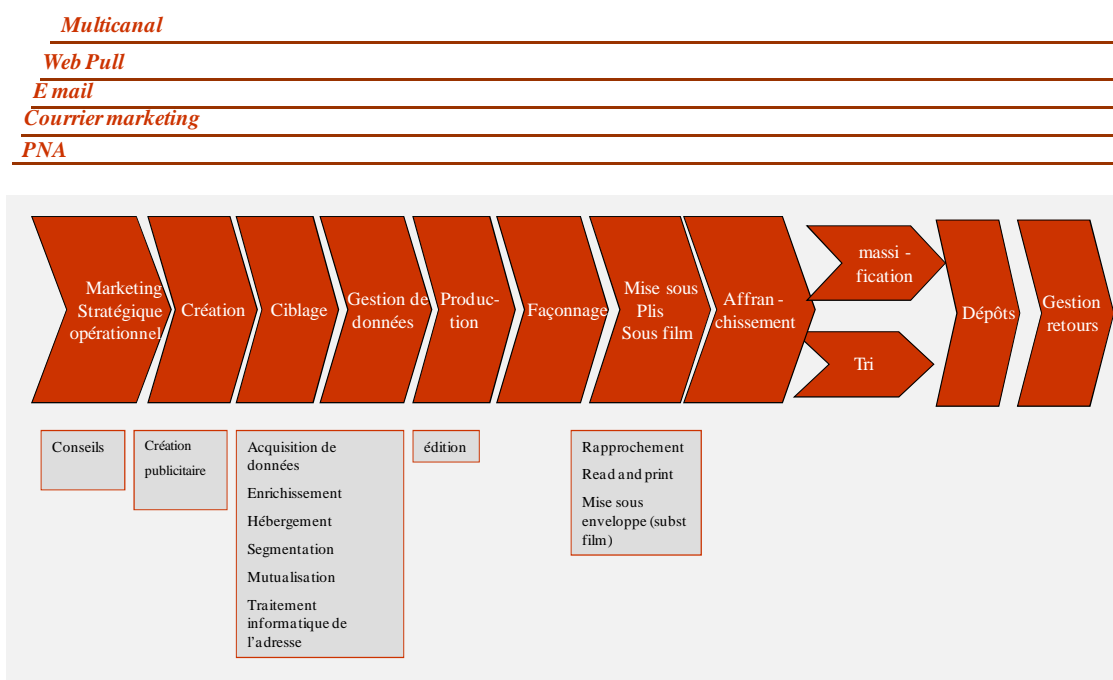 Multicanal
Web Pull
E mail
Courrier marketing
PNA
Marketing
Stratégique
opérationnel
Création
Ciblage
Gestion de
données
Produc-
tion
Façonnage
Mise sous
Plis
Sous film
Affran -
chissement
massi -
fication
Tri
Dépôts
Gestion
retours
Conseils
Création
publicitaire
Acquisition de
données
Enrichissement
Hébergement
Segmentation
Mutualisation
Traitement
informatique de
l'adresse
édition
Rapprochement
Read and print
Mise sous
enveloppe (subst
film)